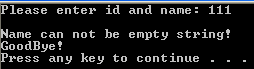 Please enter id and name: 111
Name can not be empty string!
GoodBye!
Press any key to continue . . .